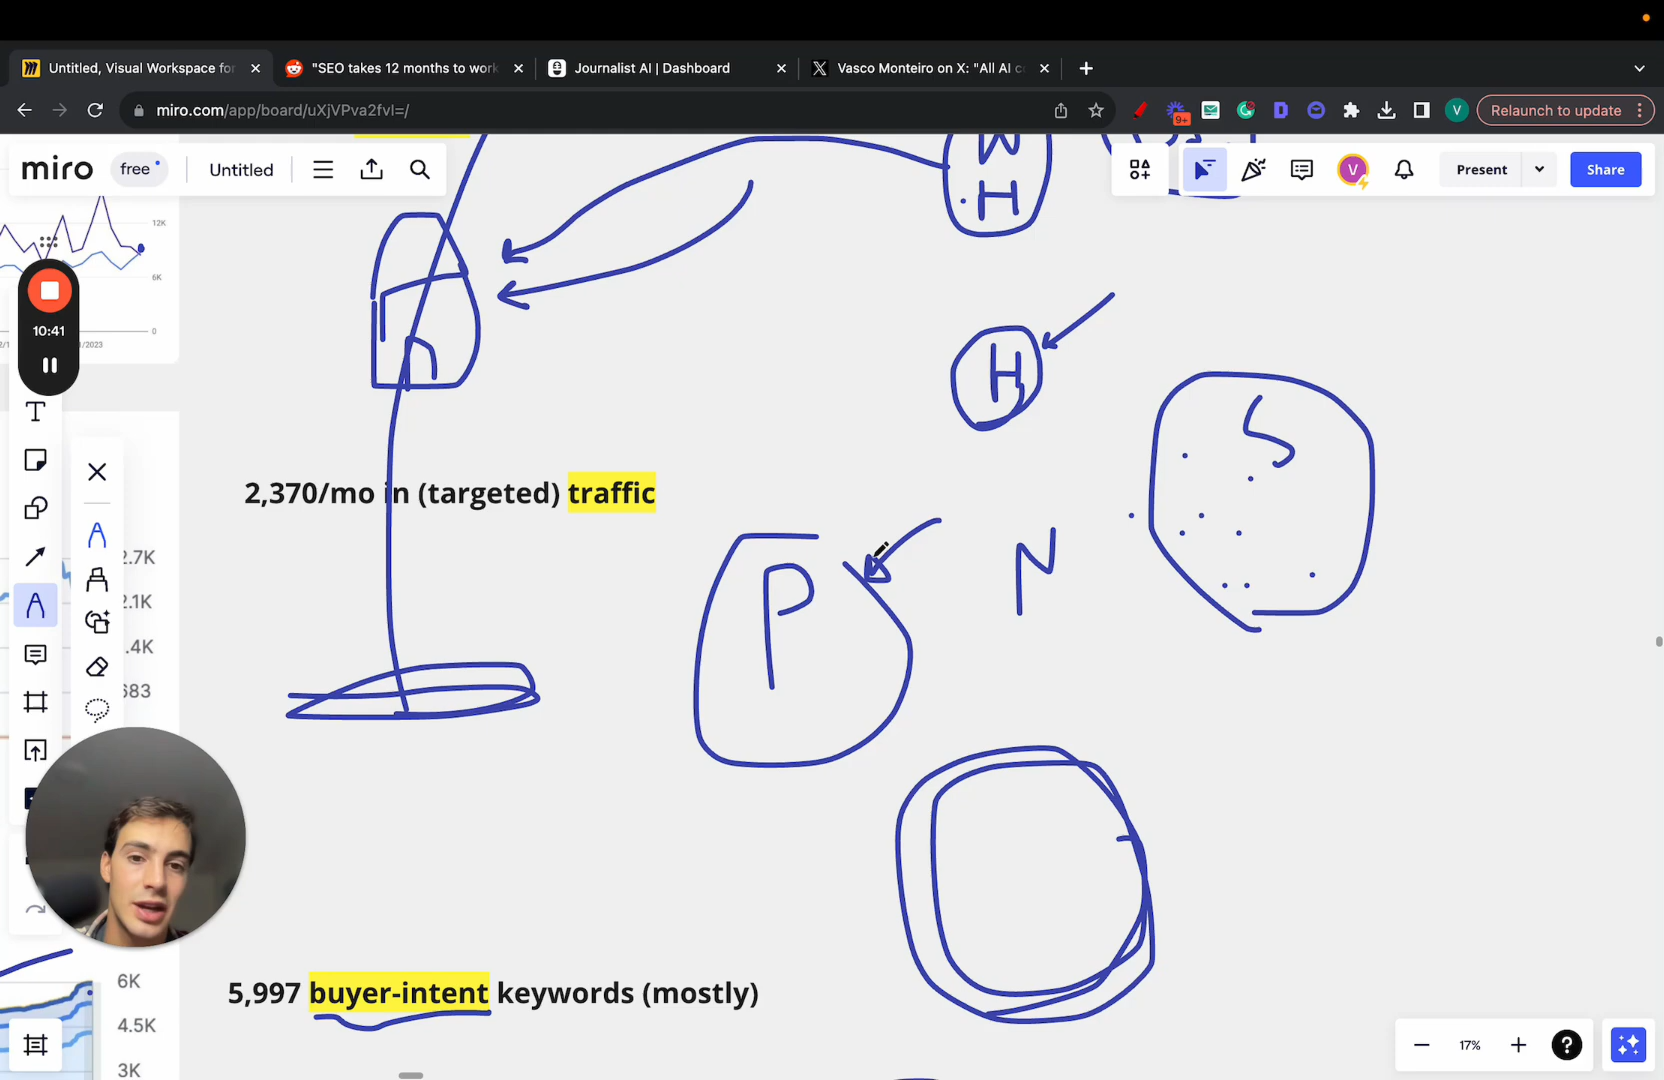 Untitled, Visual Workspace for
"SEO takes 12 months to work
Journalist AI | Dashboard
Vasco Monteiro on X: "All AI c
miro.com/app/board/uXjVPva2fvI=/
9+
V
Relaunch to update
miro
free
Untitled
V
Present
Share
W
H
12K
6K
0
/2023
10:41
H
S
2,370/mo in (targeted) traffic
P
N
2.7K
2.1K
.4K
683
T
5,997 buyer-intent keywords (mostly)
6K
4.5K
3K
17%
?